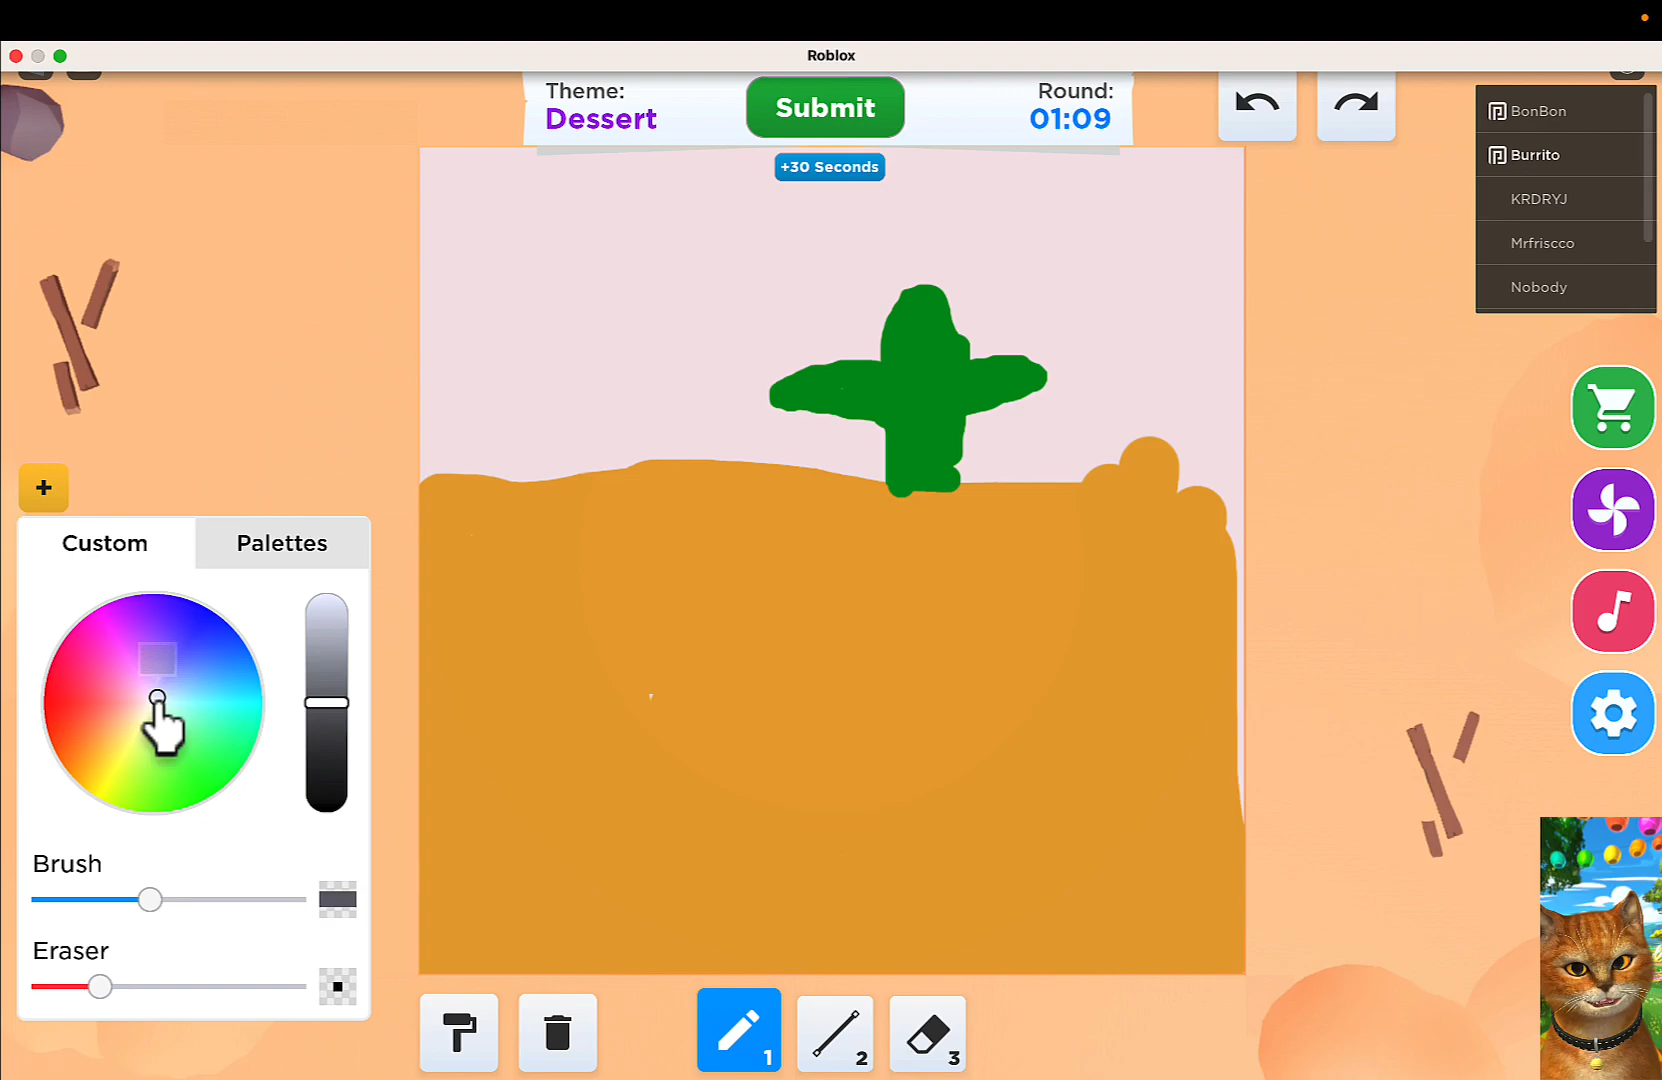 Roblox
Theme:
Dessert
Submit
Round:
01:09
+30 Seconds
BonBon
Burrito
KRDRYJ
Mrfriscco
Nobody
+
Custom
Palettes
Brush
Eraser
1
2
3